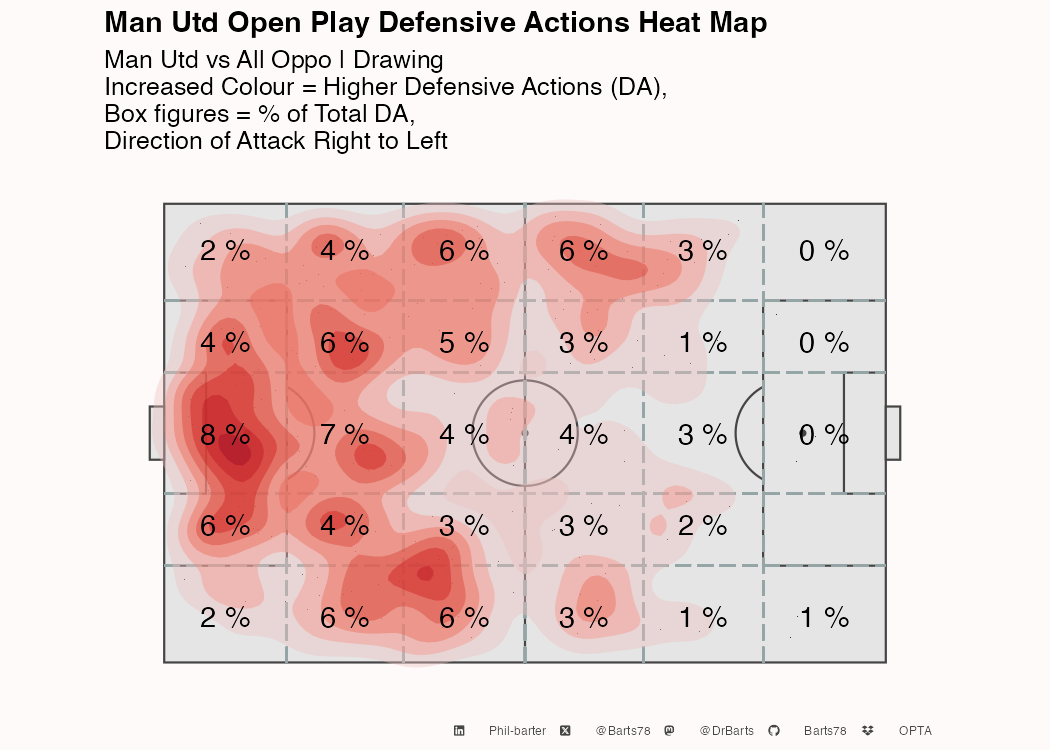 Man Utd Open Play Defensive Actions Heat Map
Man Utd vs All Oppo | Drawing
Increased Colour = Higher Defensive Actions (DA),
Box figures = % of Total DA,
Direction of Attack Right to Left
2 % 4 % 6 % 6 % 3 % 0 %
4 % 6 % 5 % 3 % 1 % 0 %
8 % 7 % 4 % 4 % 3 % 0 %
6 % 4 % 3 % 3 % 2 %
2 % 6 % 6 % 3 % 1 % 1 %
Phil-barter @Barts78 @DrBarts Barts78 OPTA